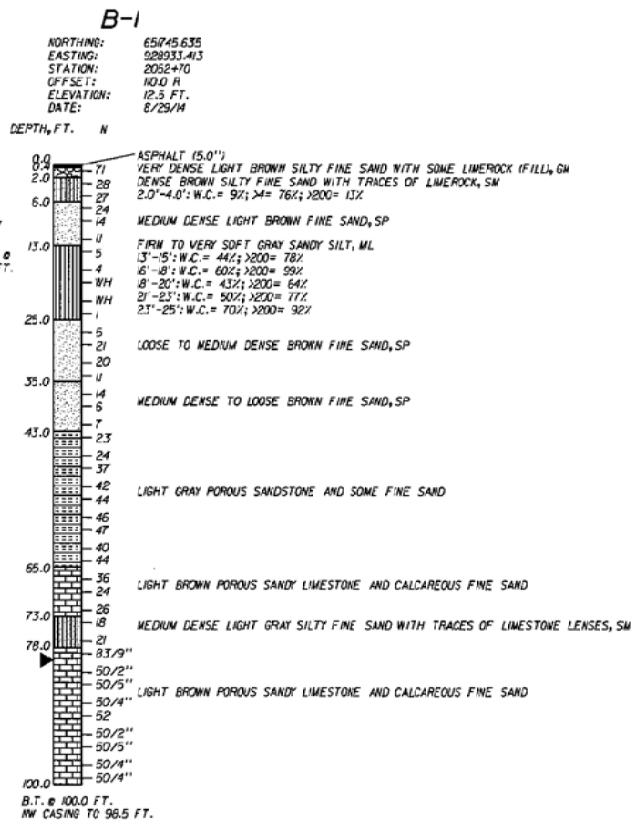 B-1
NORTHING: 651745.635
EASTING: 928933.413
STATION: 2052+70
OFFSET: 110.0 R
ELEVATION: 12.5 FT.
DATE: 8/29/14
DEPTH, FT. N
0.0
ASPHALT (5.0")
0.4
71 VERY DENSE LIGHT BROWN SILTY FINE SAND WITH SOME LIMEROCK (FILL), GM
2.0
28 DENSE BROWN SILTY FINE SAND WITH TRACES OF LIMEROCK, SM
27 2.0'-4.0': W.C.= 9%; >4= 76%; >200= 13%
6.0
24
14 MEDIUM DENSE LIGHT BROWN FINE SAND, SP
11
13.0 FIRM TO VERY SOFT GRAY SANDY SILT, ML
5 13'-15': W.C.= 44%; >200= 78%
4 16'-18': W.C.= 60%; >200= 99%
WH 18'-20': W.C.= 43%; >200= 64%
WH 21'-23': W.C.= 50%; >200= 77%
1 23'-25': W.C.= 70%; >200= 92%
25.0
5
21 LOOSE TO MEDIUM DENSE BROWN FINE SAND, SP
20
11
35.0
14
6 MEDIUM DENSE TO LOOSE BROWN FINE SAND, SP
7
43.0
23
24
37
42 LIGHT GRAY POROUS SANDSTONE AND SOME FINE SAND
44
46
47
40
44
65.0
36 LIGHT BROWN POROUS SANDY LIMESTONE AND CALCAREOUS FINE SAND
24
26
73.0
18 MEDIUM DENSE LIGHT GRAY SILTY FINE SAND WITH TRACES OF LIMESTONE LENSES, SM
21
78.0
83/9"
50/2"
50/5" LIGHT BROWN POROUS SANDY LIMESTONE AND CALCAREOUS FINE SAND
50/4"
52
50/2"
50/5"
50/4"
50/4"
100.0
B.T. @ 100.0 FT.
NW CASING TO 98.5 FT.